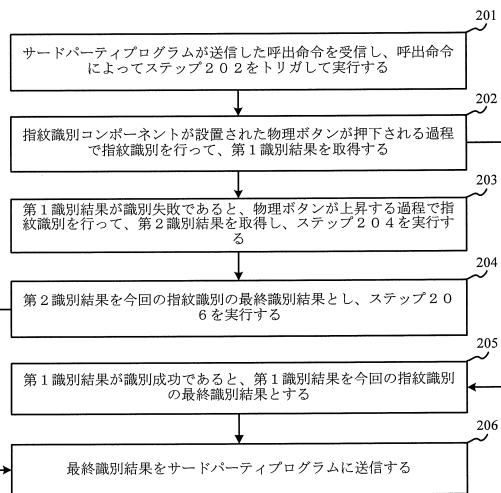 201
サードパーティプログラムが送信した呼出命令を受信し、呼出命令
によってステップ２０２をトリガして実行する
202
指紋識別コンポーネントが設置された物理ボタンが押下される過程
で指紋識別を行って、第１識別結果を取得する
203
第１識別結果が識別失敗であると、物理ボタンが上昇する過程で指
紋識別を行って、第２識別結果を取得し、ステップ２０４を実行す
る
204
第２識別結果を今回の指紋識別の最終識別結果とし、ステップ２０
６を実行する
205
第１識別結果が識別成功であると、第１識別結果を今回の指紋識別
の最終識別結果とする
206
最終識別結果をサードパーティプログラムに送信する